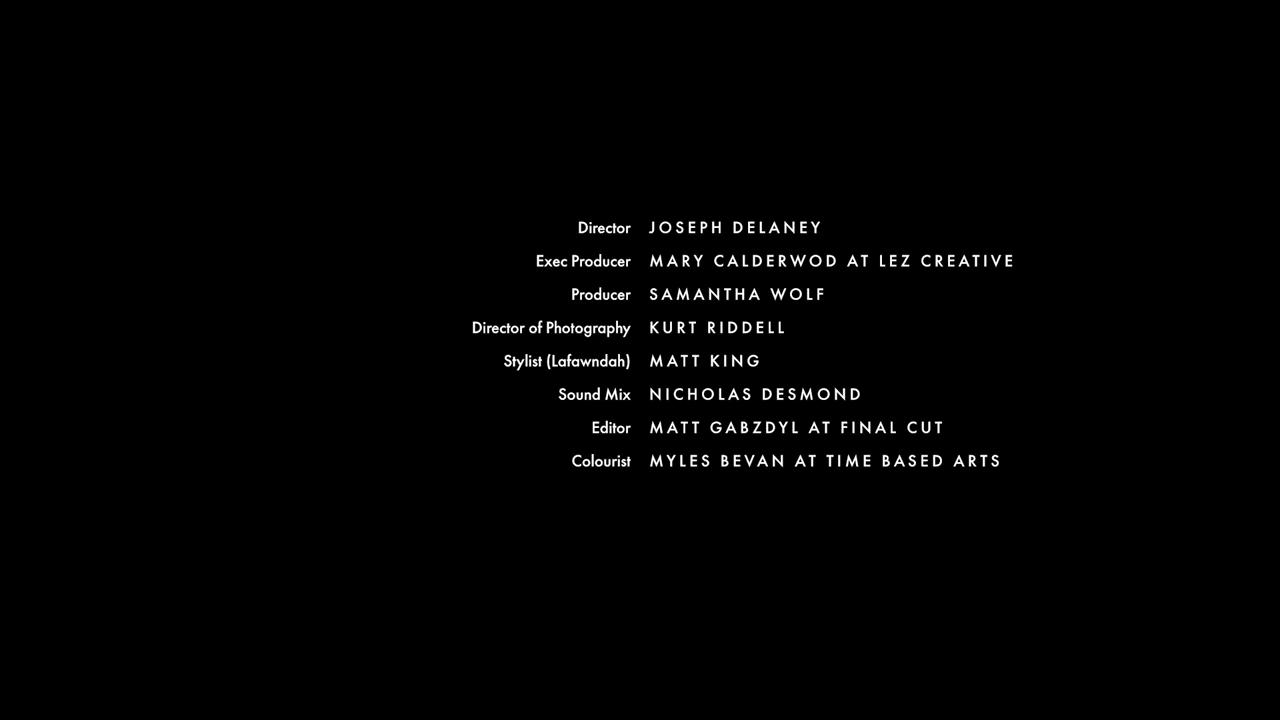 Director JOSEPH DELANEY
Exec Producer MARY CALDERWOD AT LEZ CREATIVE
Producer SAMANTHA WOLF
Director of Photography KURT RIDDELL
Stylist (Lafawndah) MATT KING
Sound Mix NICHOLAS DESMOND
Editor MATT GABZDYL AT FINAL CUT
Colourist MYLES BEVAN AT TIME BASED ARTS